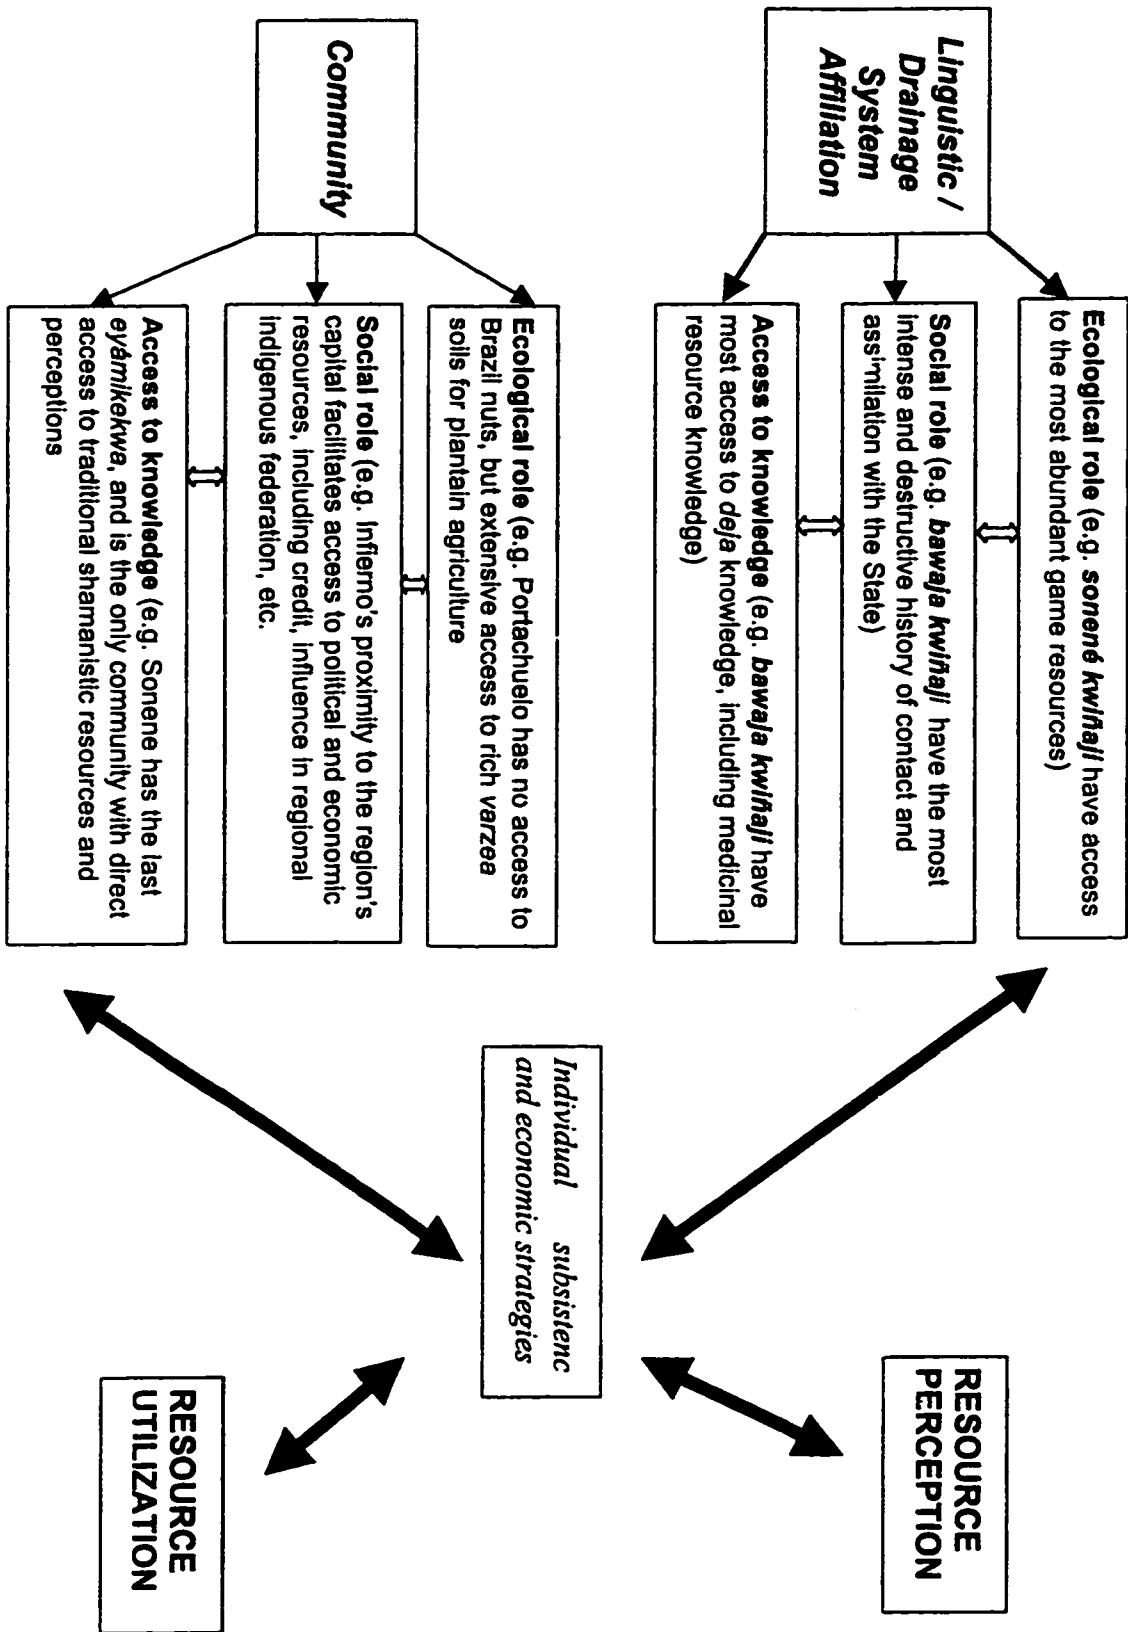 Linguistic /
Drainage
System
Affiliation
Ecological role (e.g. sonené kwiñaji have access
to the most abundant game resources)
Social role (e.g. bawaja kwiñaji have the most
intense and destructive history of contact and
assimilation with the State)
Access to knowledge (e.g. bawaja kwiñaji have
most access to deja knowledge, including medicinal
resource knowledge)
Community
Ecological role (e.g. Portachuelo has no access to
Brazil nuts, but extensive access to rich varzea
soils for plantain agriculture
Social role (e.g. Infierno's proximity to the region's
capital facilitates access to political and economic
resources, including credit, influence in regional
indigenous federation, etc.
Access to knowledge (e.g. Sonene has the last
eyámikekwa, and is the only community with direct
access to traditional shamanistic resources and
perceptions
Individual subsistenc
and economic strategies
RESOURCE
PERCEPTION
RESOURCE
UTILIZATION